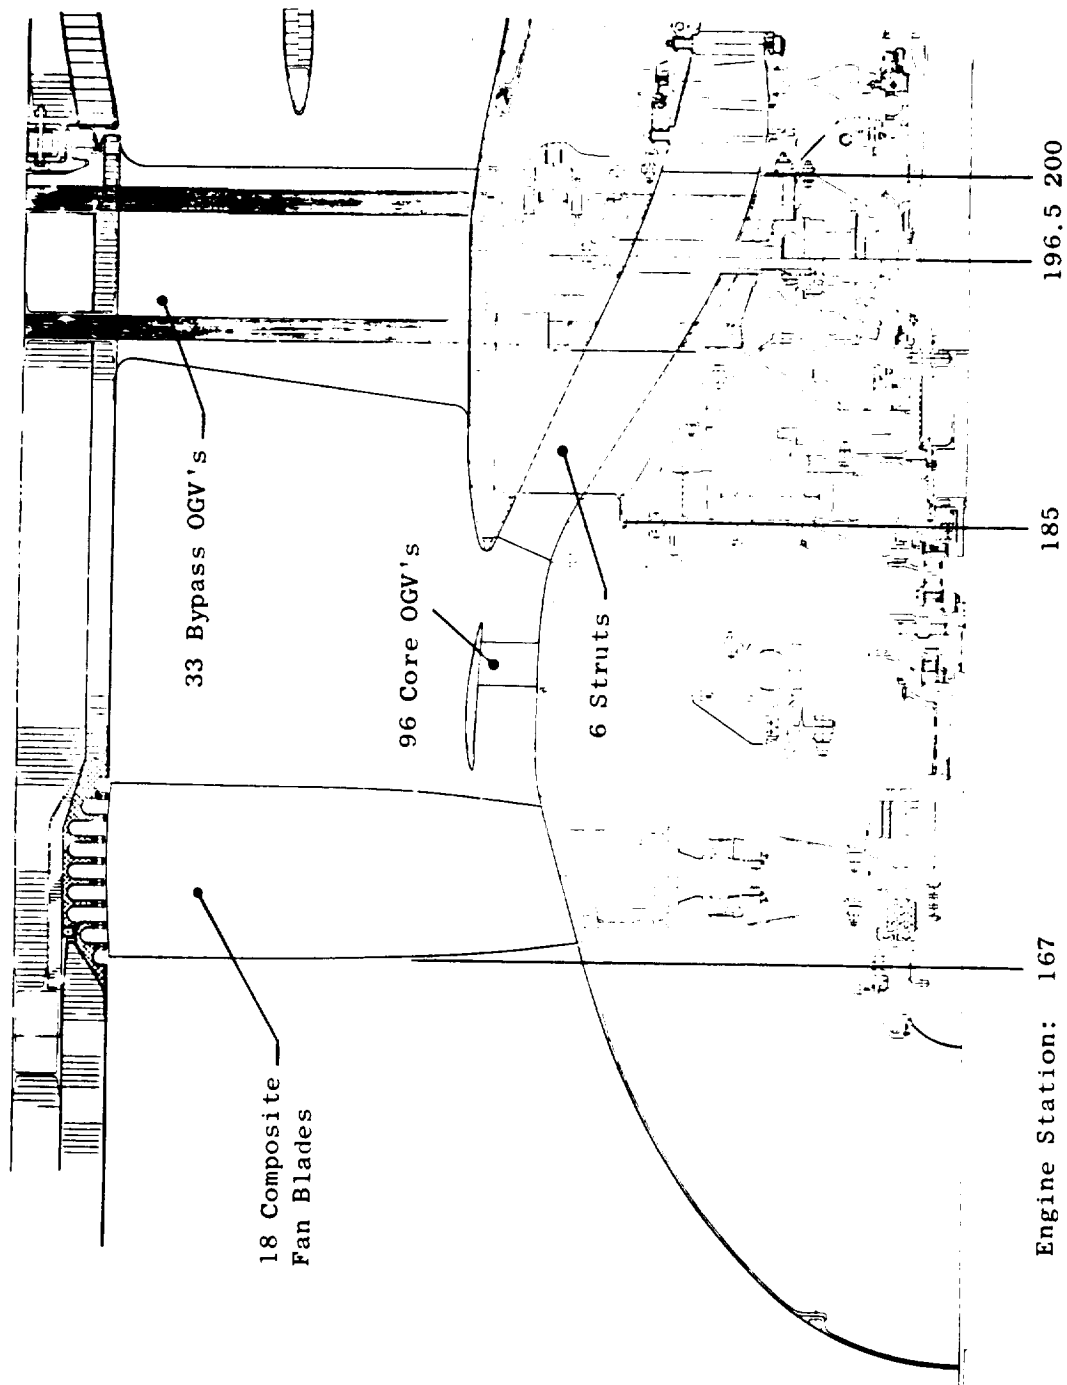 18 Composite
Fan Blades
33 Bypass OGV's
96 Core OGV's
6 Struts
Engine Station: 167 185 196.5 200